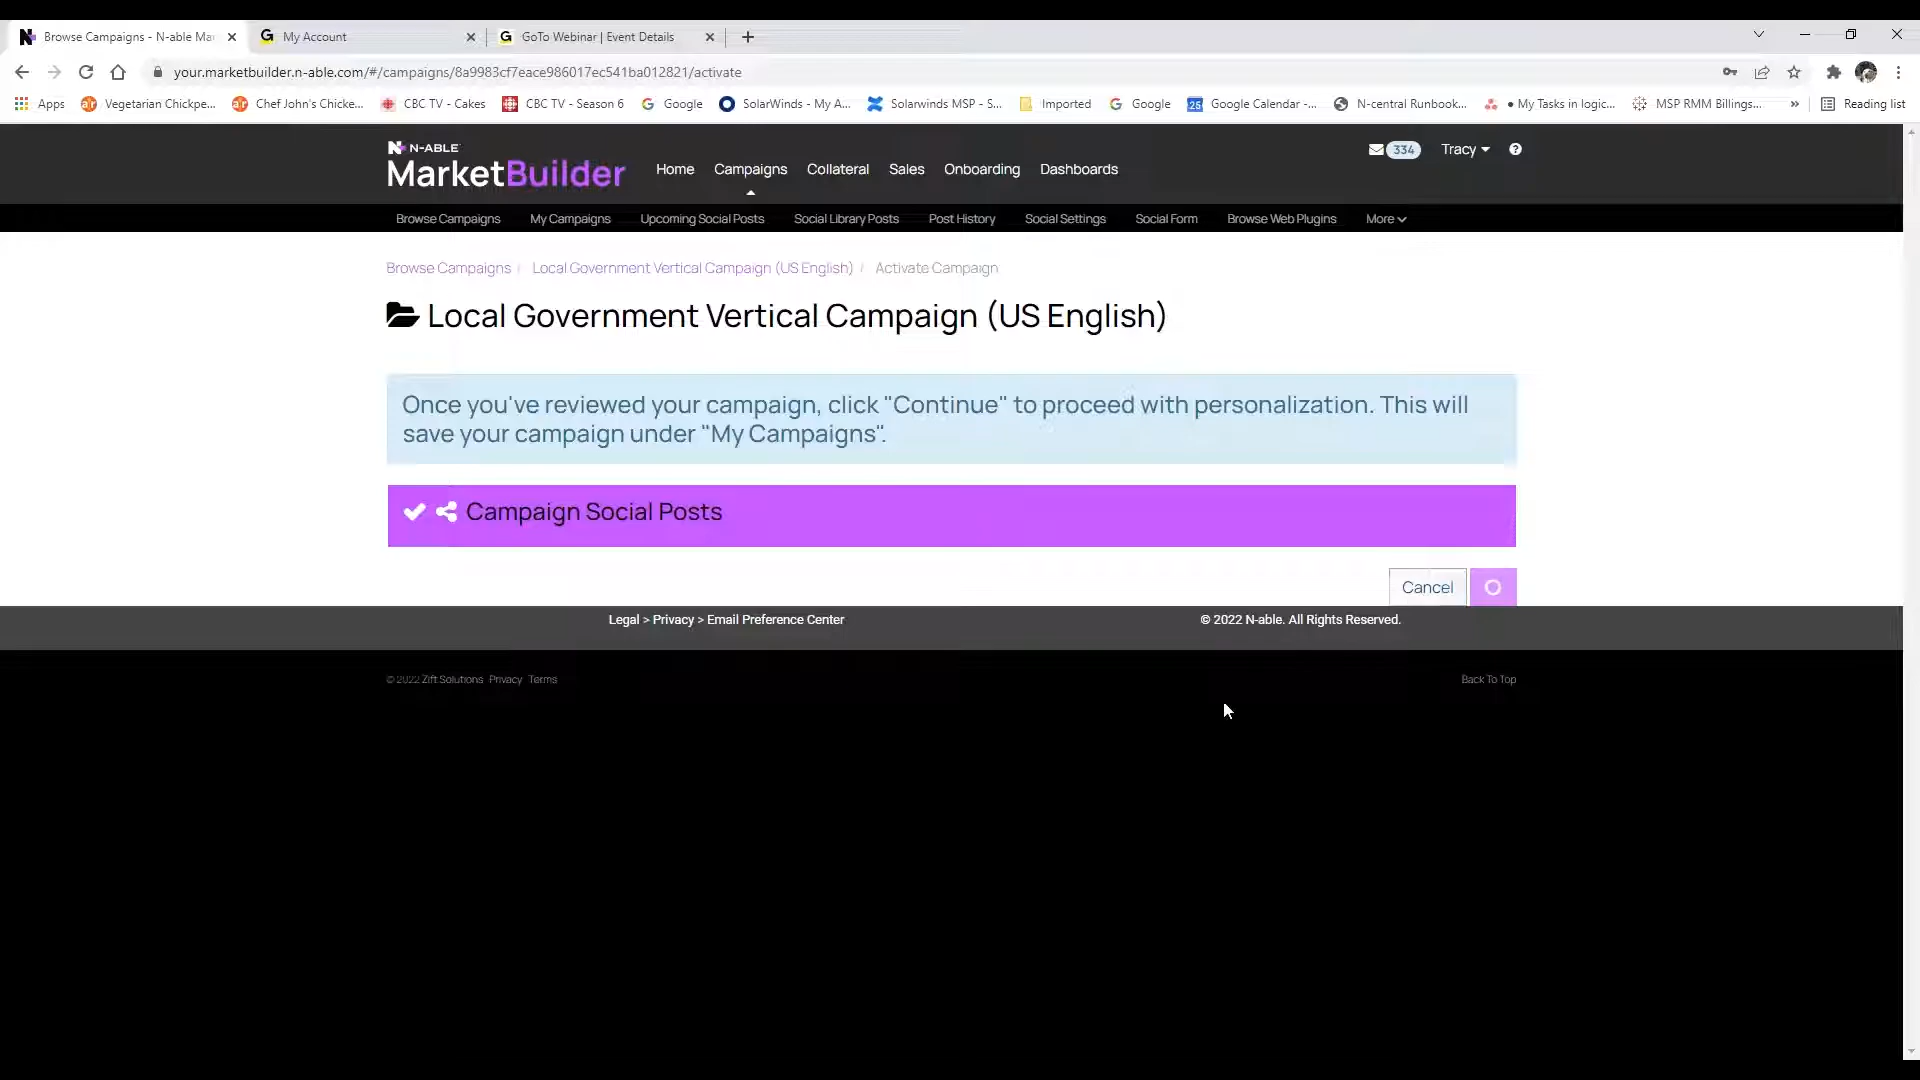 Browse Campaigns - N-able Ma
My Account
GoTo Webinar | Event Details
your.marketbuilder.n-able.com/#/campaigns/8a9983cf7eace986017ec541ba012821/activate
Apps
Vegetarian Chickpe...
Chef John's Chicke...
CBC TV - Cakes
CBC TV - Season 6
Google
SolarWinds - My A...
Solarwinds MSP - S...
Imported
Google
Google Calendar -...
N-central Runbook...
• My Tasks in logic...
MSP RMM Billings...
»
Reading list
N-ABLE
MarketBuilder
Home
Campaigns
Collateral
Sales
Onboarding
Dashboards
334
Tracy
Browse Campaigns
My Campaigns
Upcoming Social Posts
Social Library Posts
Post History
Social Settings
Social Form
Browse Web Plugins
More
Browse Campaigns / Local Government Vertical Campaign (US English) / Activate Campaign
Local Government Vertical Campaign (US English)
Once you've reviewed your campaign, click "Continue" to proceed with personalization. This will
save your campaign under "My Campaigns".
Campaign Social Posts
Cancel
Legal > Privacy > Email Preference Center
© 2022 N-able. All Rights Reserved.
© 2022 Zift Solutions Privacy Terms
Back To Top